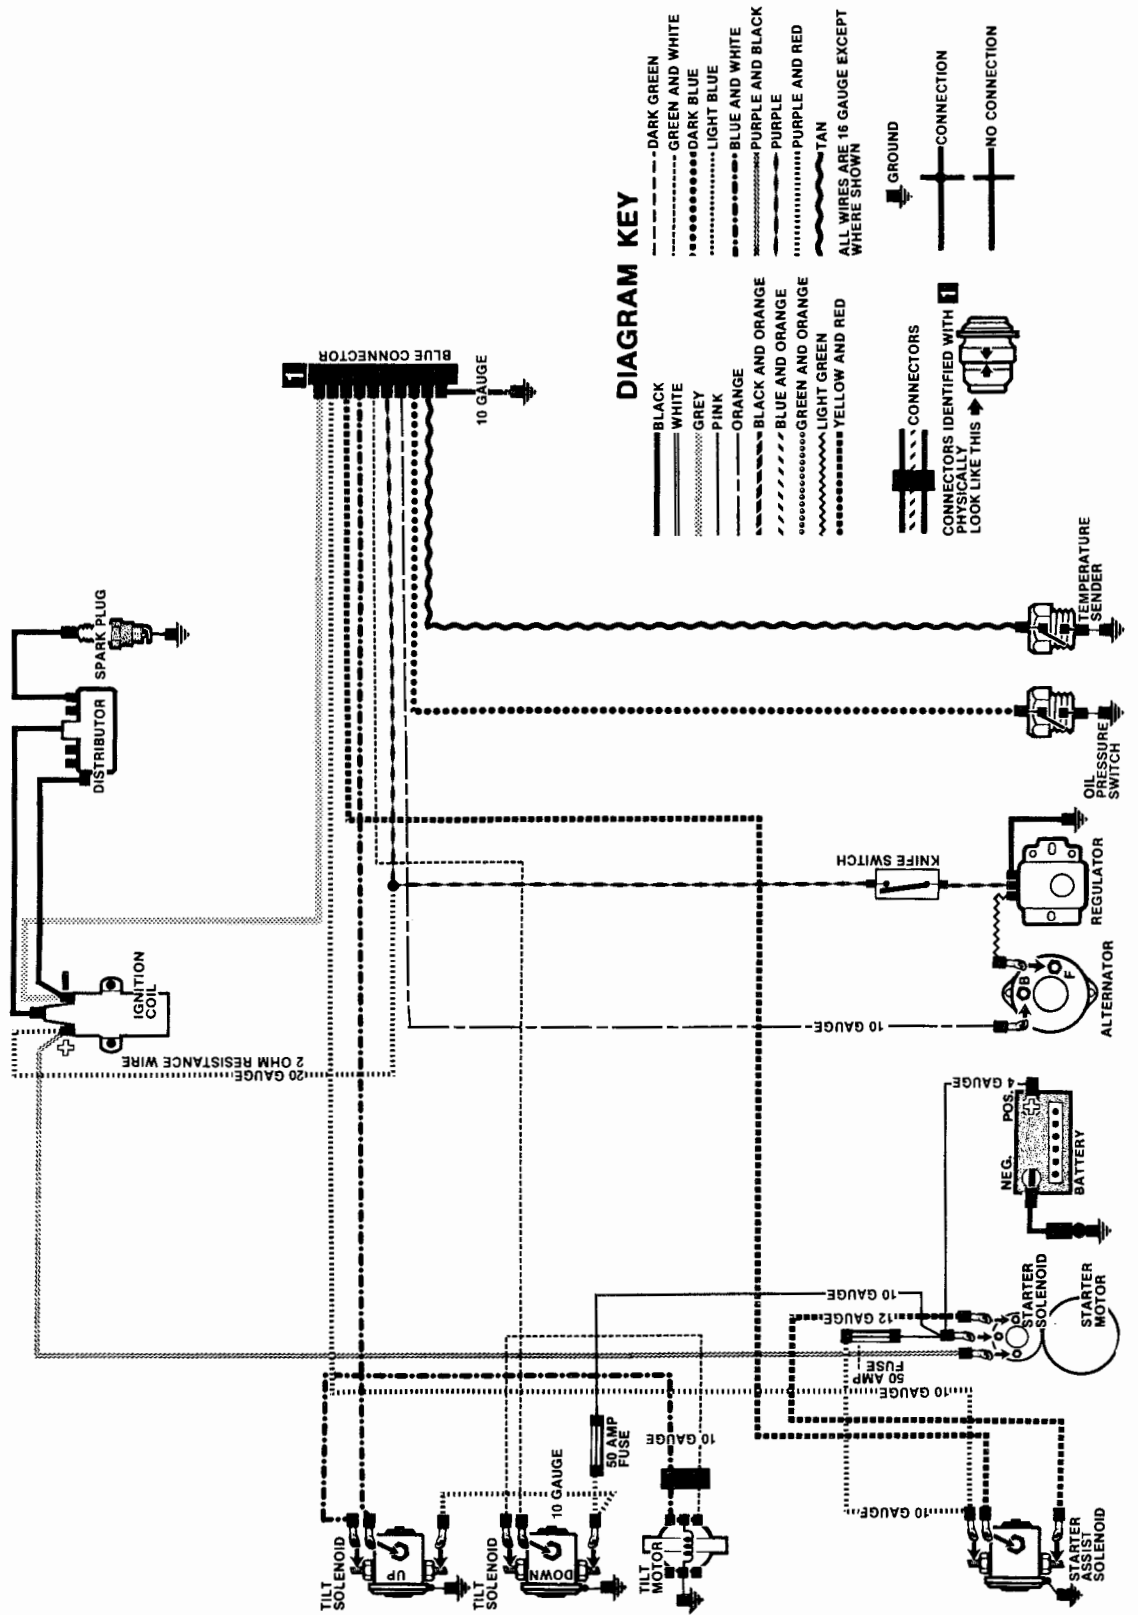 SPARK PLUG
DISTRIBUTOR
IGNITION
COIL
20 GAUGE
2 OHM RESISTANCE WIRE
1
BLUE CONNECTOR
10 GAUGE
DIAGRAM KEY
BLACK
WHITE
GREY
PINK
ORANGE
BLACK AND ORANGE
BLUE AND ORANGE
GREEN AND ORANGE
LIGHT GREEN
YELLOW AND RED
DARK GREEN
GREEN AND WHITE
DARK BLUE
LIGHT BLUE
BLUE AND WHITE
PURPLE AND BLACK
PURPLE
PURPLE AND RED
TAN
ALL WIRES ARE 16 GAUGE EXCEPT
WHERE SHOWN
CONNECTORS
CONNECTORS IDENTIFIED WITH 1
PHYSICALLY
LOOK LIKE THIS
GROUND
CONNECTION
NO CONNECTION
TEMPERATURE
SENDER
OIL
PRESSURE
SWITCH
KNIFE SWITCH
REGULATOR
ALTERNATOR
B
F
10 GAUGE
4 GAUGE
POS.
NEG.
BATTERY
STARTER
SOLENOID
STARTER
MOTOR
10 GAUGE
12 GAUGE
50 AMP
FUSE
10 GAUGE
10 GAUGE
STARTER
ASSIST
SOLENOID
TILT
SOLENOID
UP
TILT
SOLENOID
DOWN
10 GAUGE
50 AMP
FUSE
10 GAUGE
TILT
MOTOR